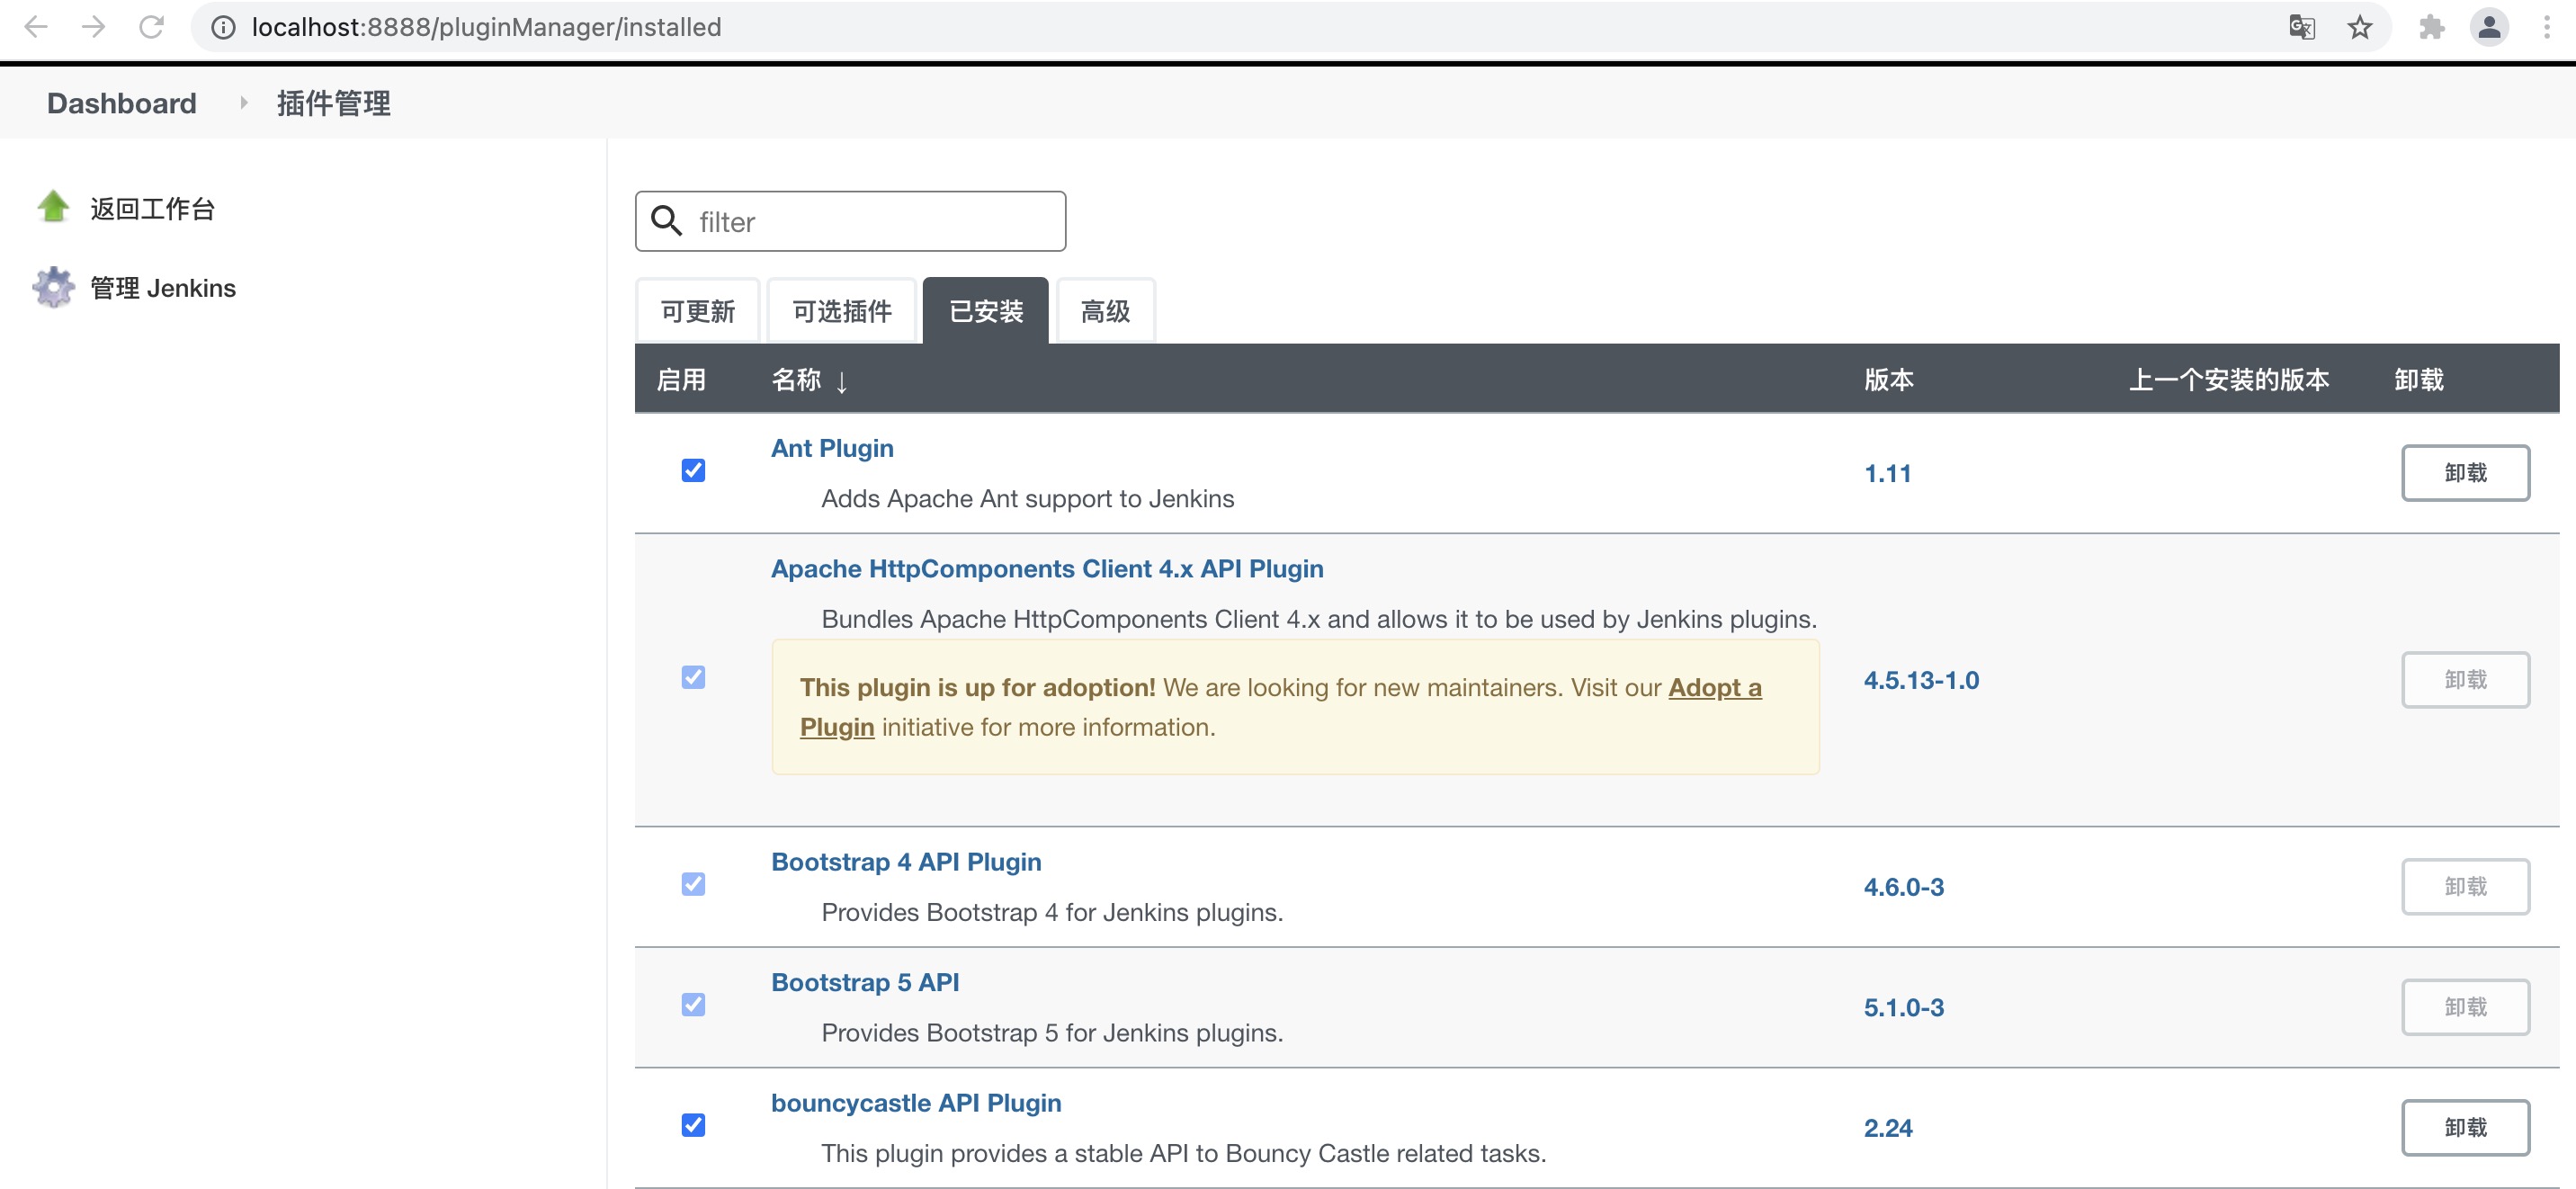 localhost:8888/pluginManager/installed
Dashboard 插件管理
返回工作台
管理 Jenkins
filter
可更新 可选插件 已安装 高级
启用 名称 ↓ 版本 上一个安装的版本 卸载
Ant Plugin
Adds Apache Ant support to Jenkins
1.11 卸载
Apache HttpComponents Client 4.x API Plugin
Bundles Apache HttpComponents Client 4.x and allows it to be used by Jenkins plugins.
This plugin is up for adoption! We are looking for new maintainers. Visit our Adopt a
Plugin initiative for more information.
4.5.13-1.0 卸载
Bootstrap 4 API Plugin
Provides Bootstrap 4 for Jenkins plugins.
4.6.0-3 卸载
Bootstrap 5 API
Provides Bootstrap 5 for Jenkins plugins.
5.1.0-3 卸载
bouncycastle API Plugin
This plugin provides a stable API to Bouncy Castle related tasks.
2.24 卸载